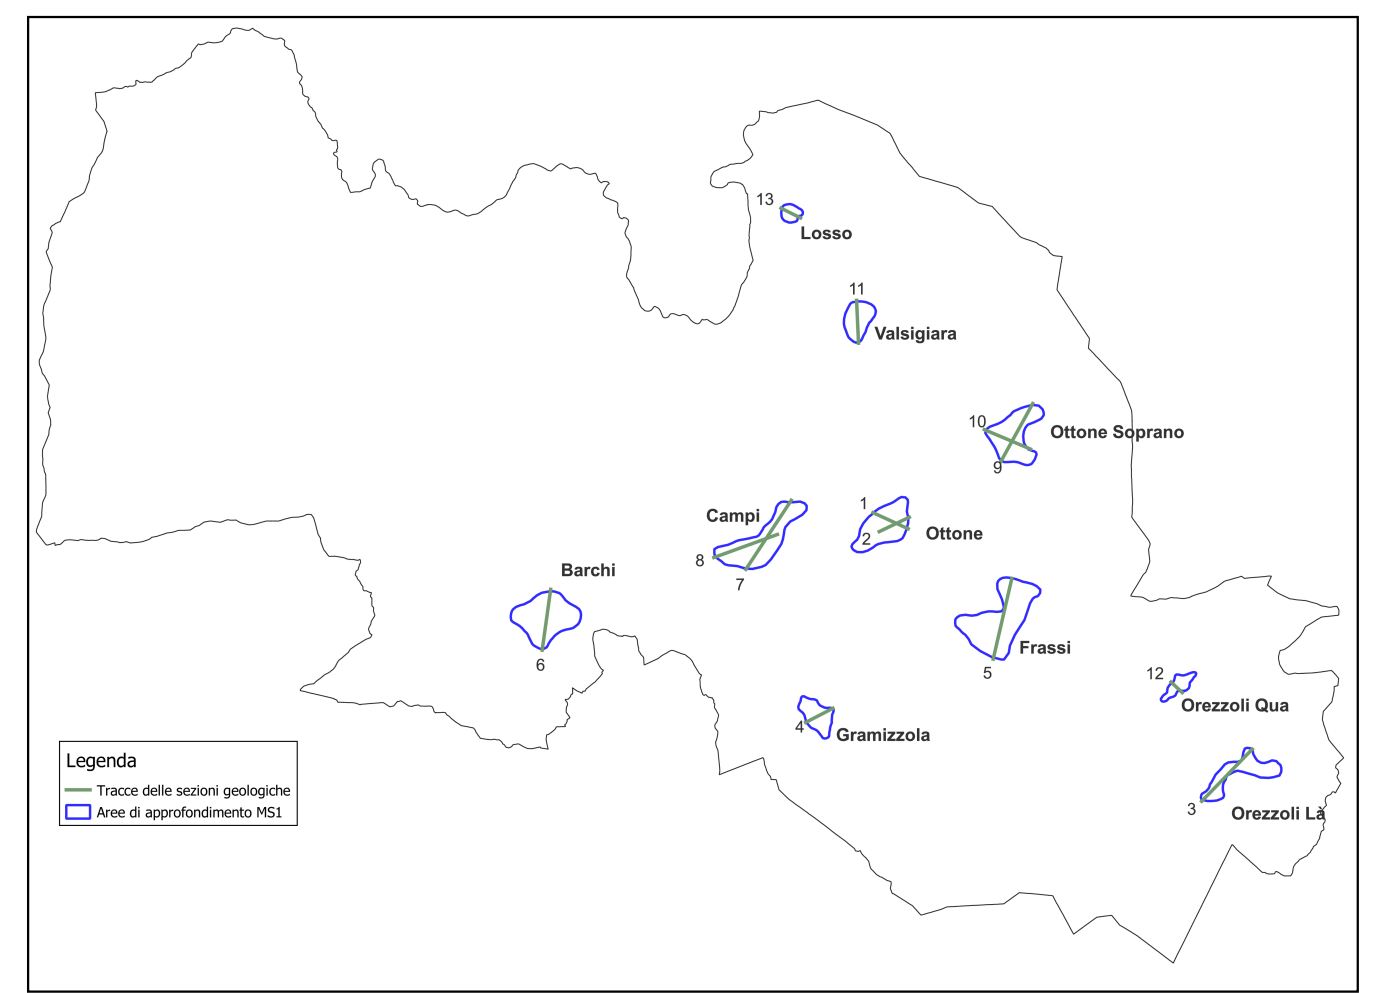 13
Losso
11
Valsigiara
10
Ottone Soprano
9
1
Campi
Ottone
2
8
7
Barchi
6
Frassi
5
12
Orezzoli Qua
4
Gramizzola
3
Orezzoli Là
Legenda
Tracce delle sezioni geologiche
Aree di approfondimento MS1